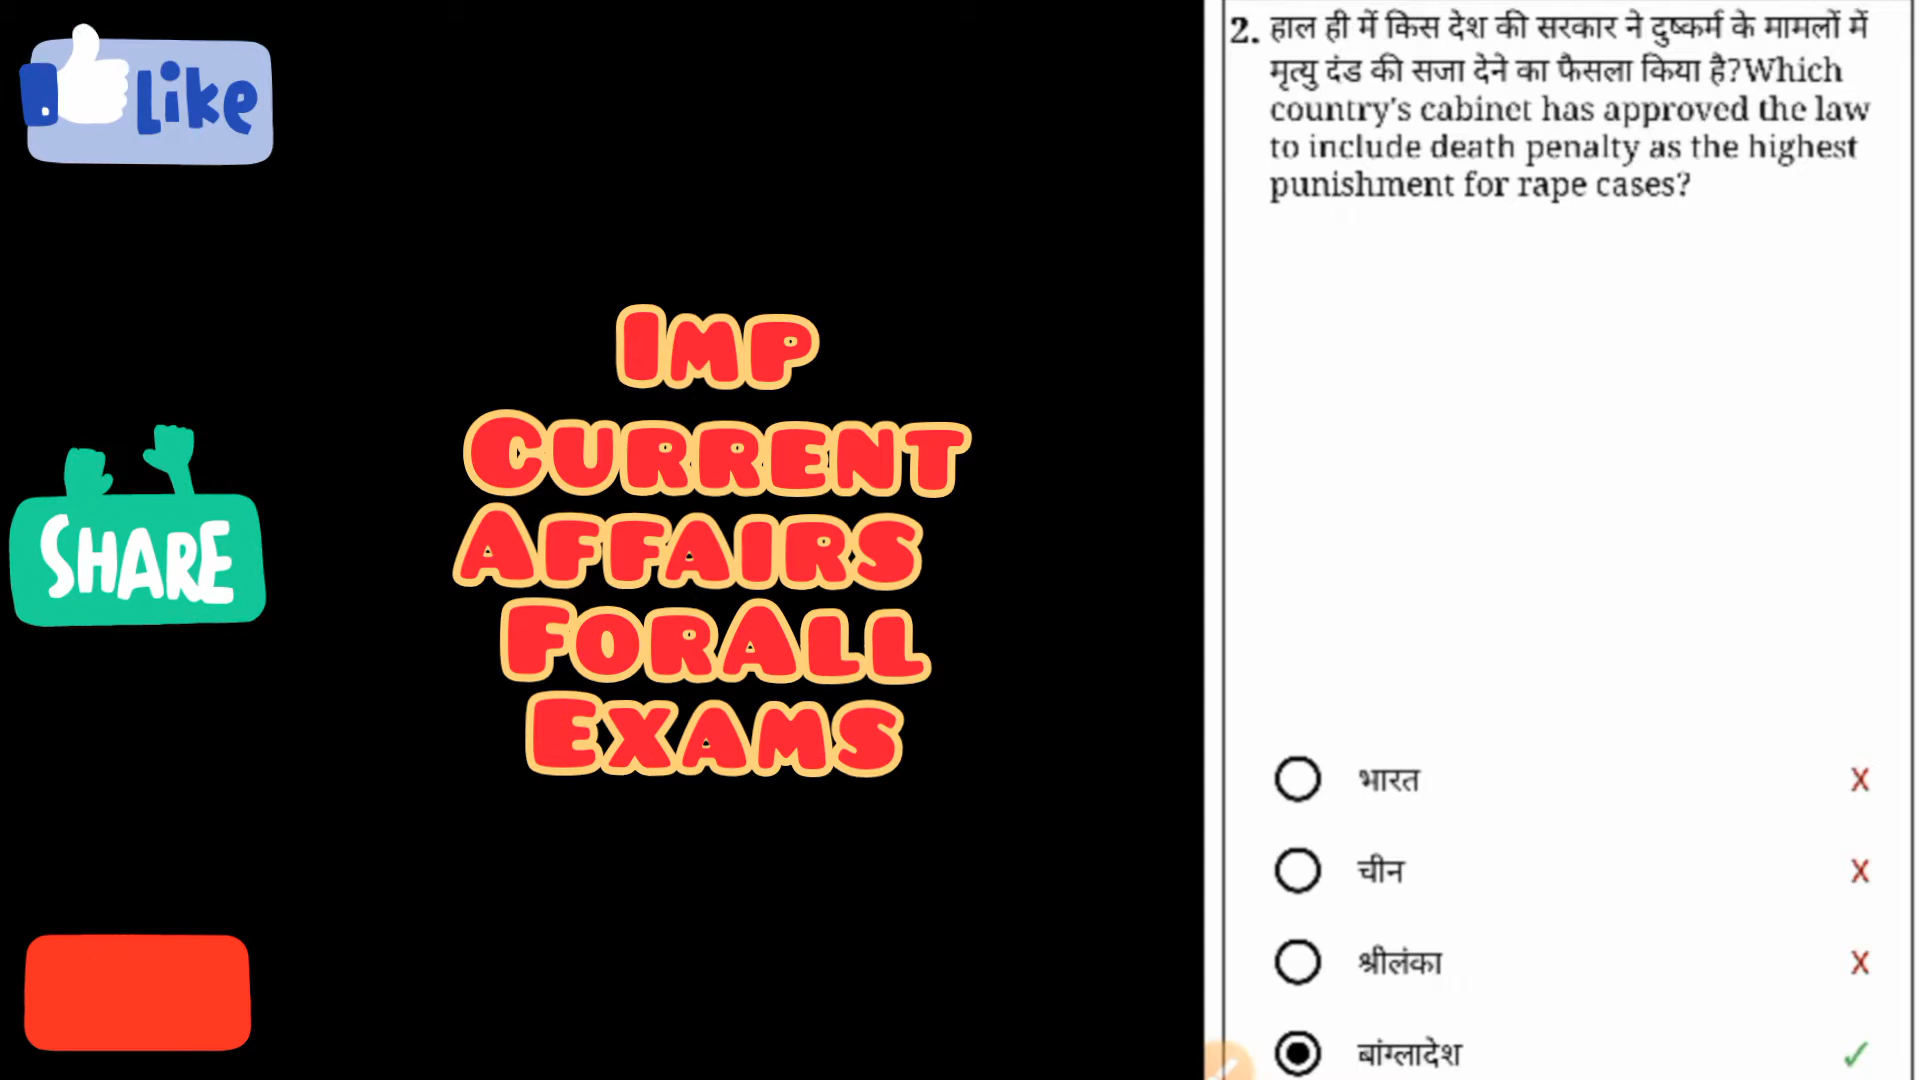 Like
SHARE
Imp
Current
Affairs
ForAll
Exams
2. हाल ही में किस देश की सरकार ने दुष्कर्म के मामलों में
मृत्यु दंड की सजा देने का फैसला किया है?Which
country's cabinet has approved the law
to include death penalty as the highest
punishment for rape cases?
भारत X
चीन X
श्रीलंका X
बांग्लादेश ✓